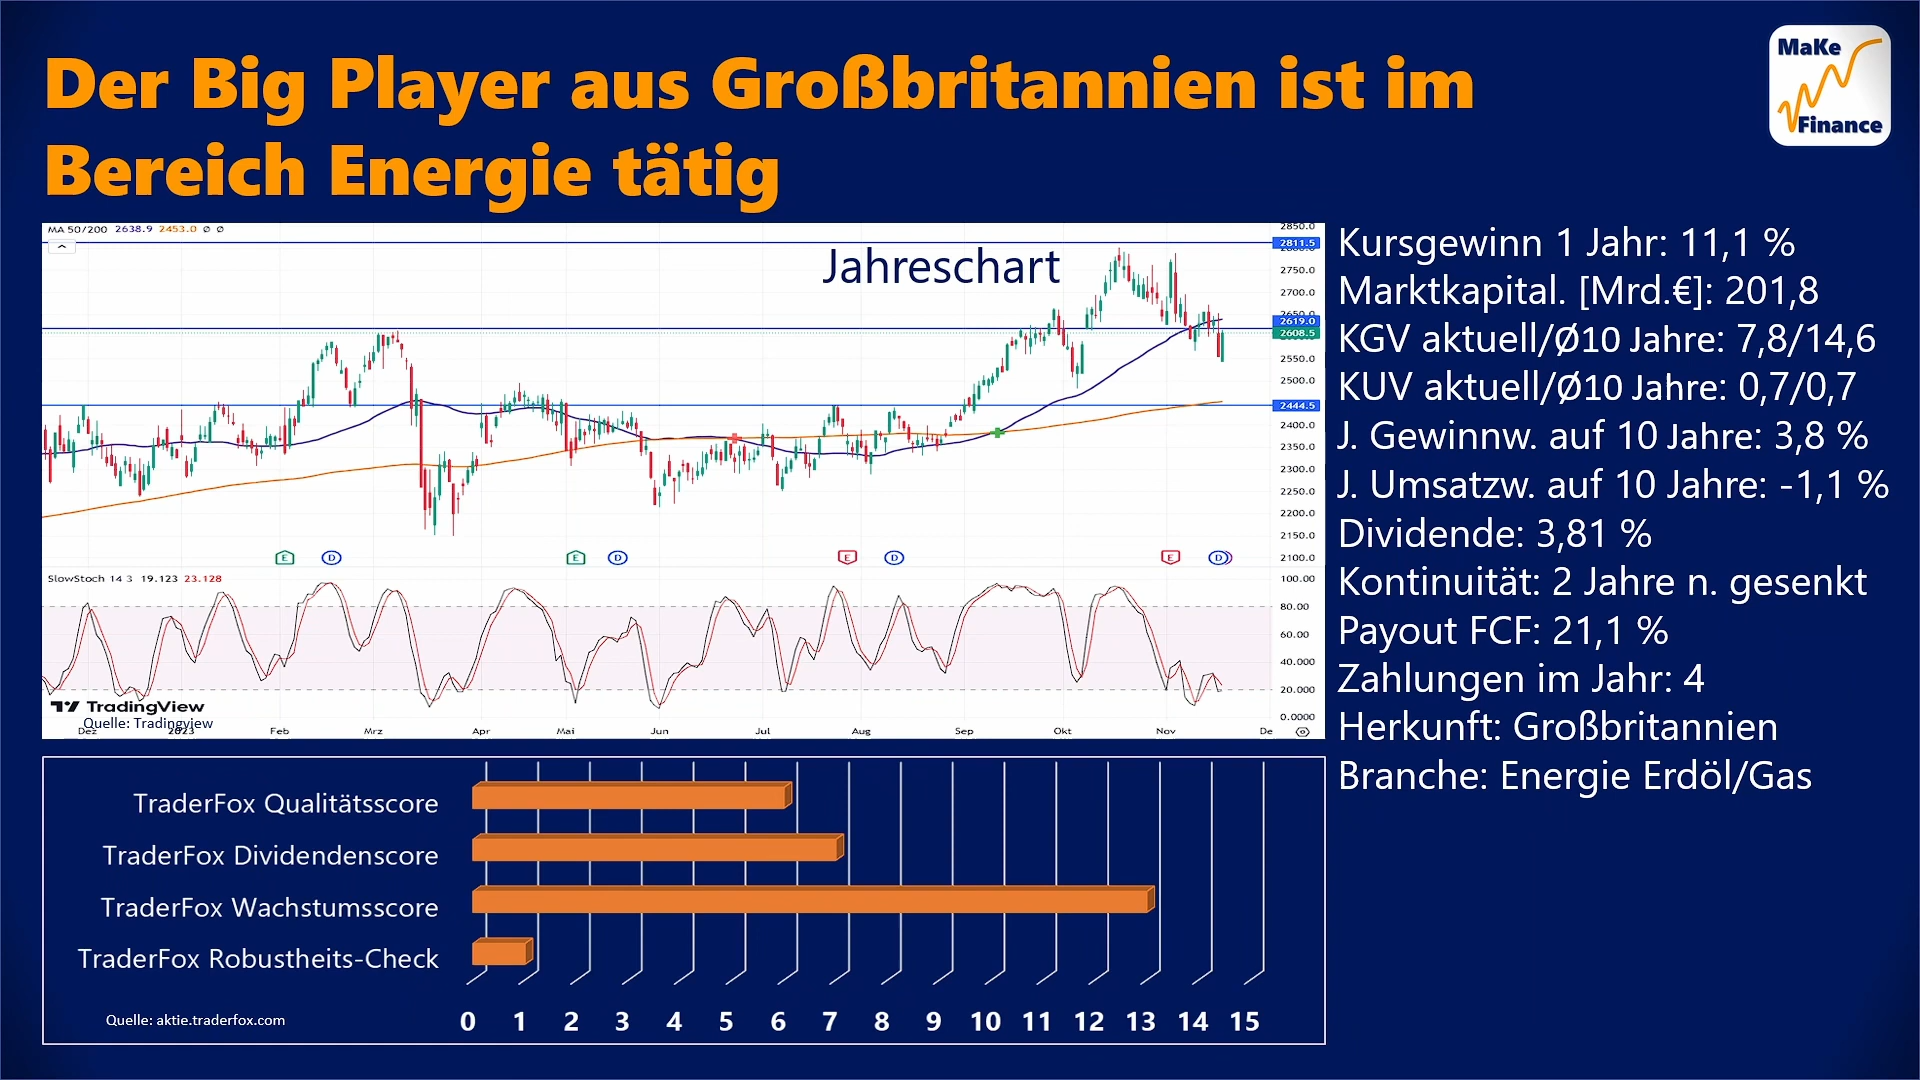 Der Big Player aus Großbritannien ist im
Bereich Energie tätig
MaKe
Finance
MA 50/200 2638.9 2453.0 ∅ ∅
Jahreschart
2850.0
2811.5
2750.0
2700.0
2650.0
2619.0
2608.5
2550.0
2500.0
2444.5
2400.0
2350.0
2300.0
2250.0
2200.0
2150.0
2100.0
E D E D E D E D
SlowStoch 14 3 19.123 23.128
100.00
80.00
60.00
40.000
20.000
0.0000
TradingView
Quelle: Tradingview
Dez 2023 Feb Mrz Apr Mai Jun Jul Aug Sep Okt Nov De
Kursgewinn 1 Jahr: 11,1 %
Marktkapital. [Mrd.€]: 201,8
KGV aktuell/Ø10 Jahre: 7,8/14,6
KUV aktuell/Ø10 Jahre: 0,7/0,7
J. Gewinnw. auf 10 Jahre: 3,8 %
J. Umsatzw. auf 10 Jahre: -1,1 %
Dividende: 3,81 %
Kontinuität: 2 Jahre n. gesenkt
Payout FCF: 21,1 %
Zahlungen im Jahr: 4
Herkunft: Großbritannien
Branche: Energie Erdöl/Gas
TraderFox Qualitätsscore
TraderFox Dividendenscore
TraderFox Wachstumsscore
TraderFox Robustheits-Check
0 1 2 3 4 5 6 7 8 9 10 11 12 13 14 15
Quelle: aktie.traderfox.com